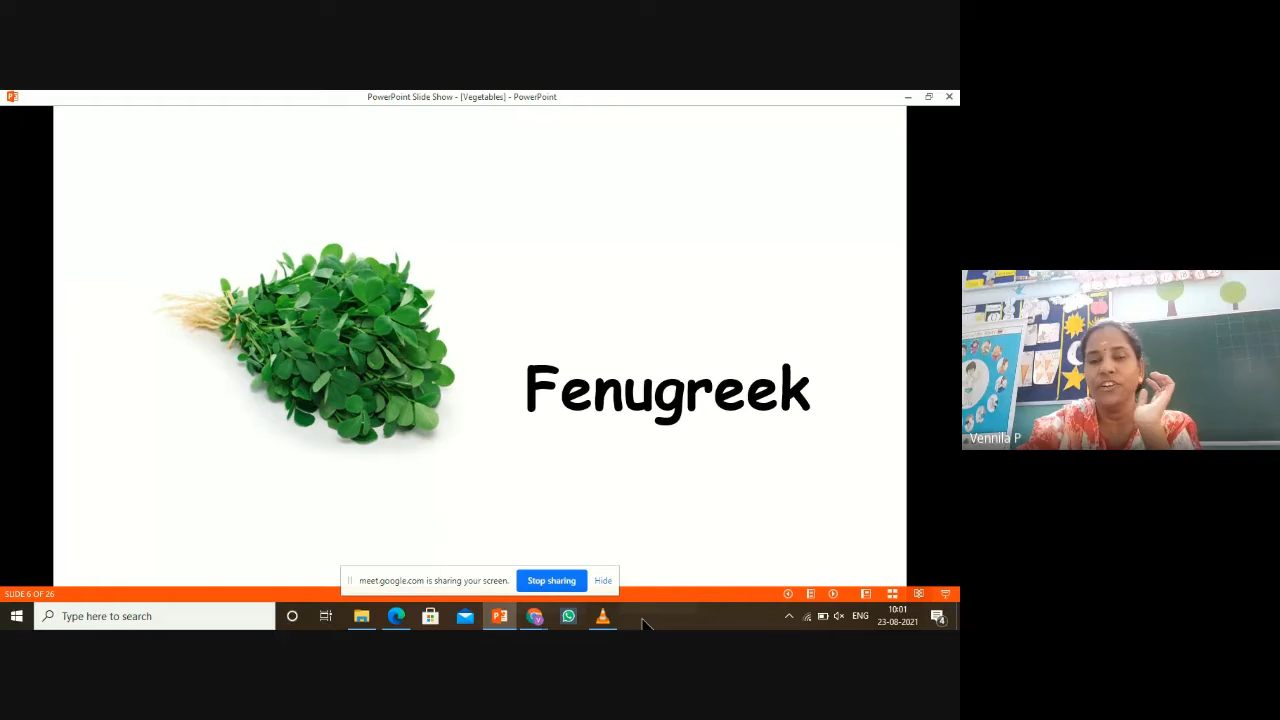 PowerPoint Slide Show - [Vegetables] - PowerPoint
Fenugreek
Vennila P
meet.google.com is sharing your screen.
Stop sharing
Hide
SLIDE 6 OF 26
Type here to search
ENG
10:01
23-08-2021
4